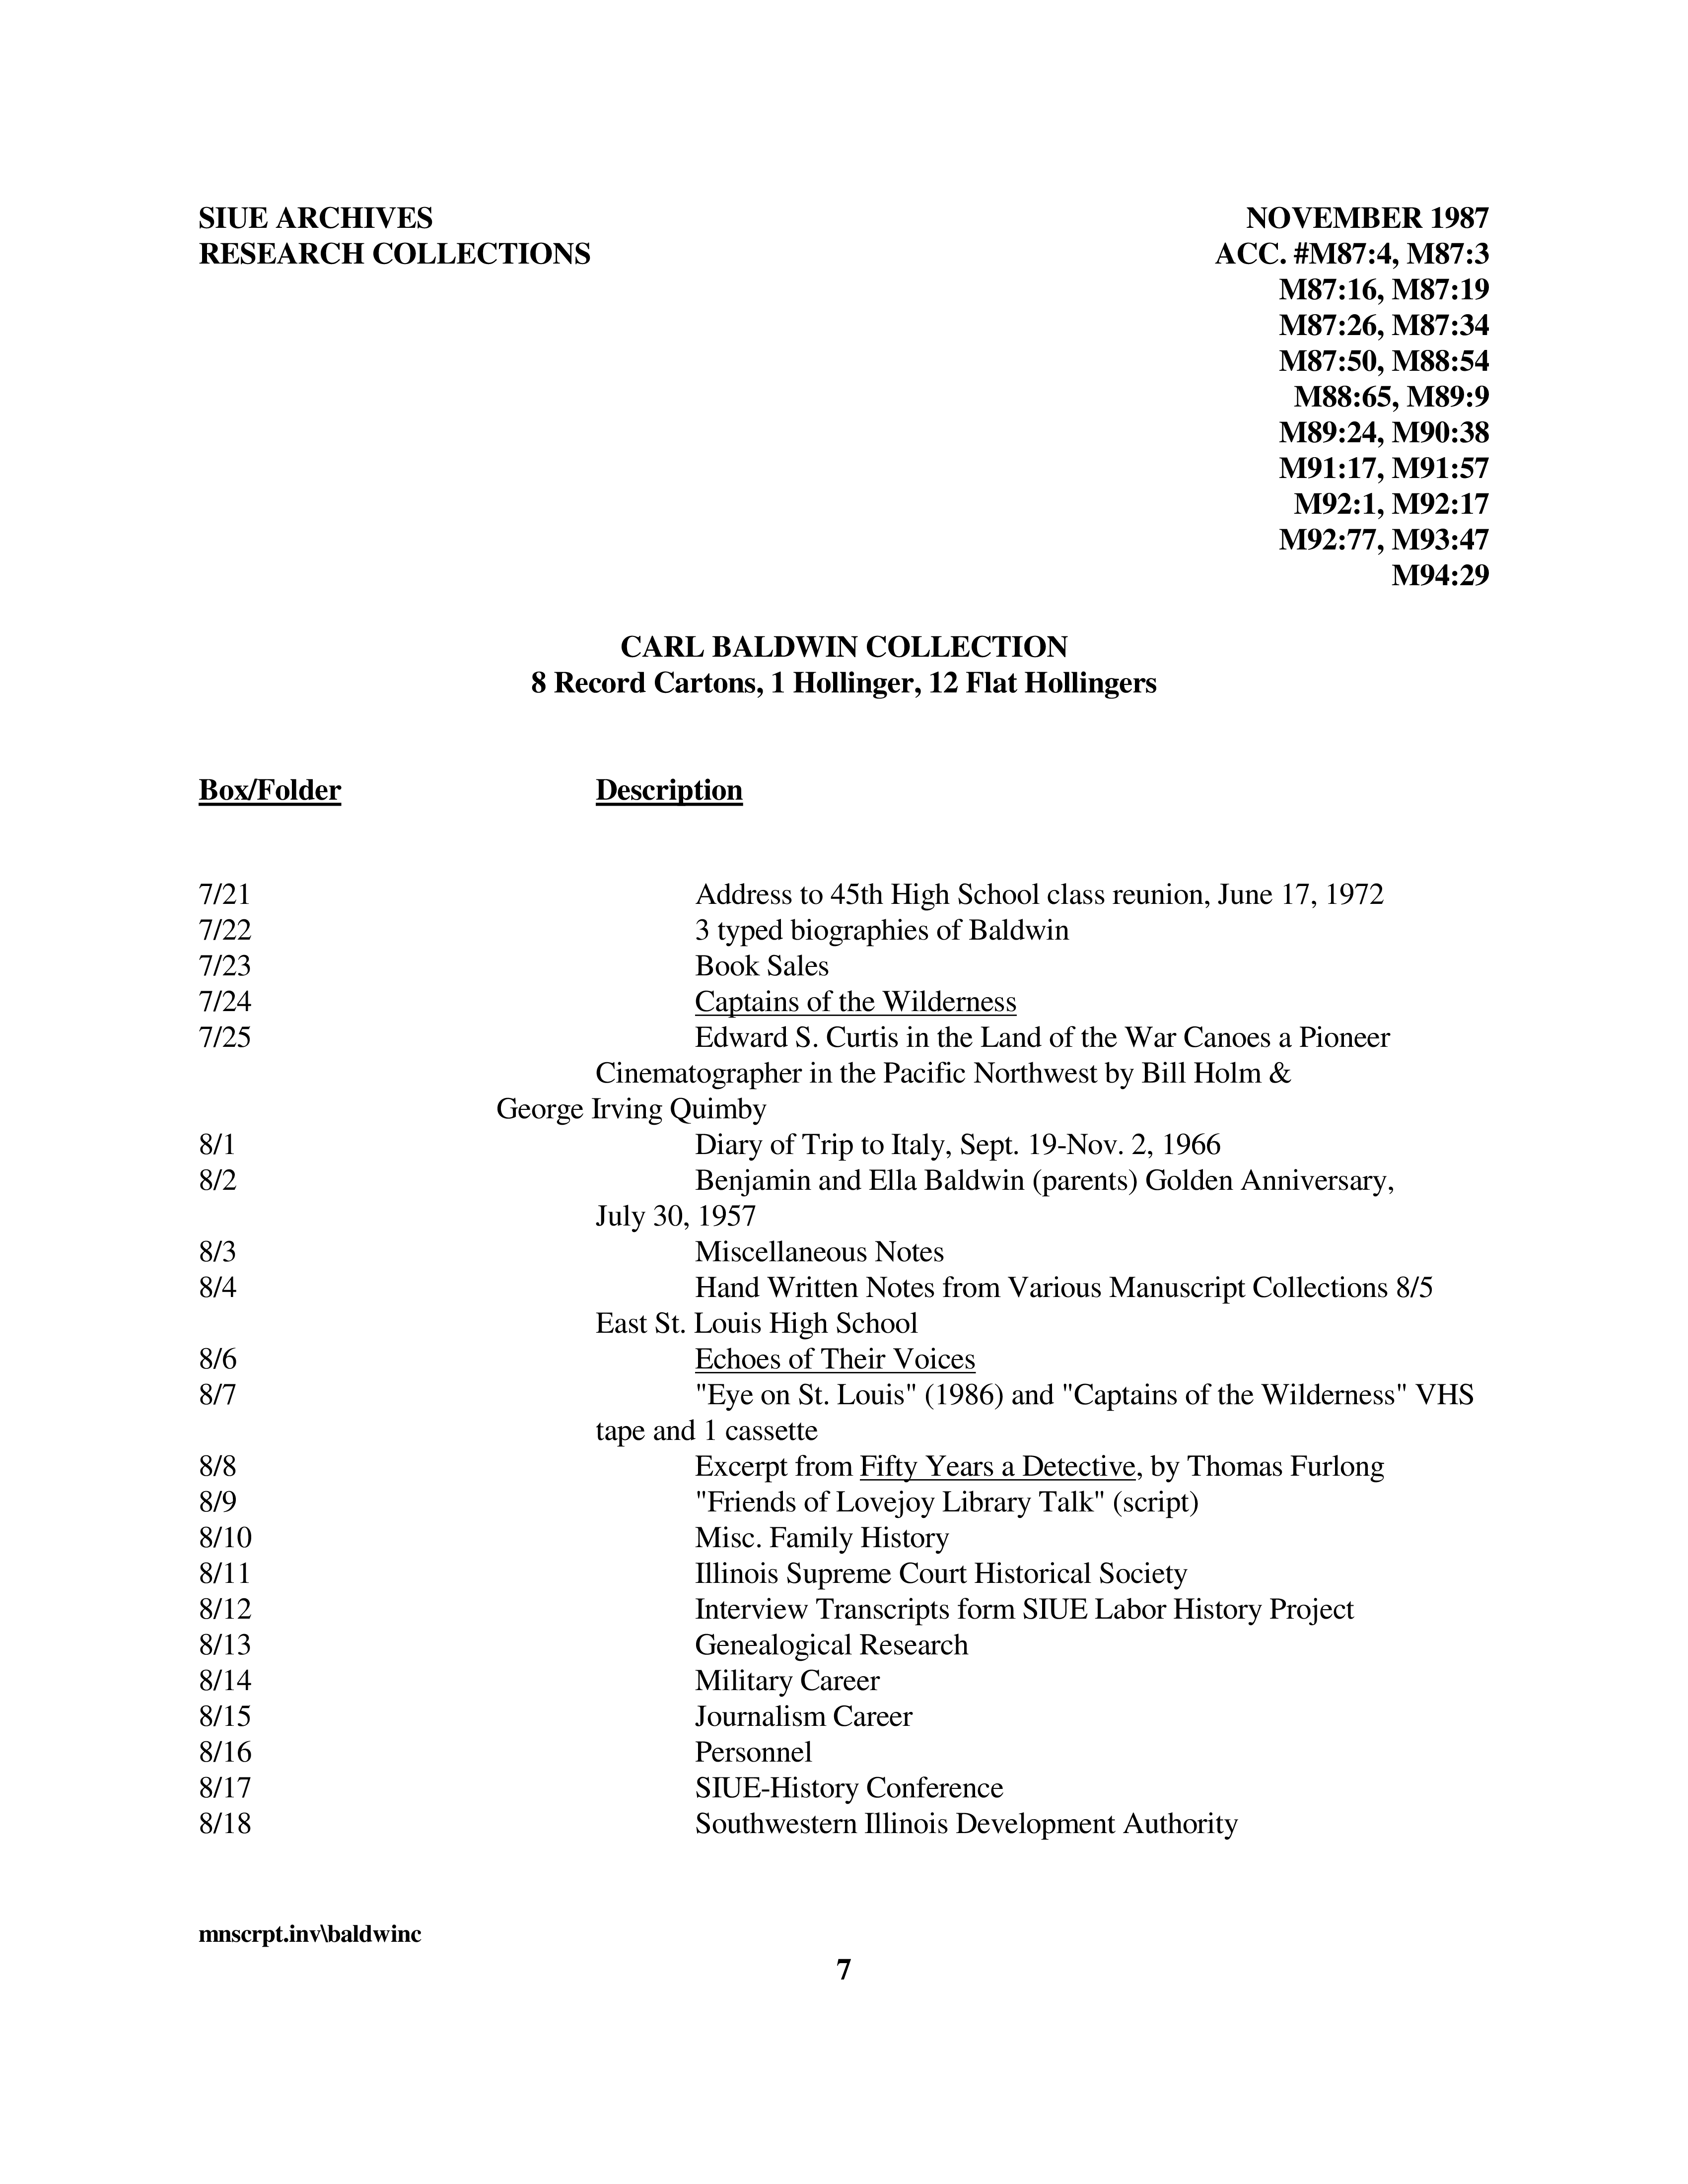 SIUE ARCHIVES NOVEMBER 1987
RESEARCH COLLECTIONS ACC. #M87:4, M87:3
M87:16, M87:19
M87:26, M87:34
M87:50, M88:54
M88:65, M89:9
M89:24, M90:38
M91:17, M91:57
M92:1, M92:17
M92:77, M93:47
M94:29
CARL BALDWIN COLLECTION
8 Record Cartons, 1 Hollinger, 12 Flat Hollingers
Box/Folder Description
7/21 Address to 45th High School class reunion, June 17, 1972
7/22 3 typed biographies of Baldwin
7/23 Book Sales
7/24 Captains of the Wilderness
7/25 Edward S. Curtis in the Land of the War Canoes a Pioneer
Cinematographer in the Pacific Northwest by Bill Holm &
George Irving Quimby
8/1 Diary of Trip to Italy, Sept. 19-Nov. 2, 1966
8/2 Benjamin and Ella Baldwin (parents) Golden Anniversary,
July 30, 1957
8/3 Miscellaneous Notes
8/4 Hand Written Notes from Various Manuscript Collections 8/5
East St. Louis High School
8/6 Echoes of Their Voices
8/7 "Eye on St. Louis" (1986) and "Captains of the Wilderness" VHS
tape and 1 cassette
8/8 Excerpt from Fifty Years a Detective, by Thomas Furlong
8/9 "Friends of Lovejoy Library Talk" (script)
8/10 Misc. Family History
8/11 Illinois Supreme Court Historical Society
8/12 Interview Transcripts form SIUE Labor History Project
8/13 Genealogical Research
8/14 Military Career
8/15 Journalism Career
8/16 Personnel
8/17 SIUE-History Conference
8/18 Southwestern Illinois Development Authority
mnscrpt.inv\baldwinc
7